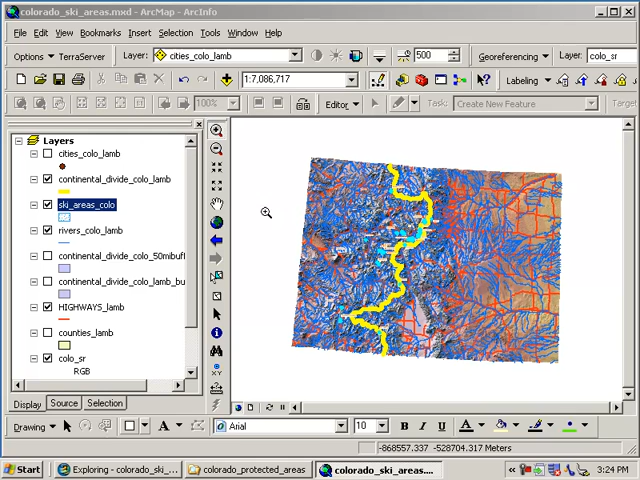 colorado_ski_areas.mxd - ArcMap - ArcInfo
File Edit View Bookmarks Insert Selection Tools Window Help
Options TerraServer Layer: cities_colo_lamb 500 Georeferencing Layer: colo_sr
1:7,086,717 Labeling
100% Editor Task: Create New Feature
Layers
cities_colo_lamb
continental_divide_colo_lamb
ski_areas_colo
rivers_colo_lamb
continental_divide_colo_50mibuff
continental_divide_colo_lamb_bu
HIGHWAYS_lamb
counties_lamb
colo_sr
RGB
XY
Display Source Selection
Drawing A Arial 10 B I U A
-868557.337 -528704.317 Meters
Start Exploring - colorado_ski_... colorado_protected_areas colorado_ski_areas.... 3:24 PM